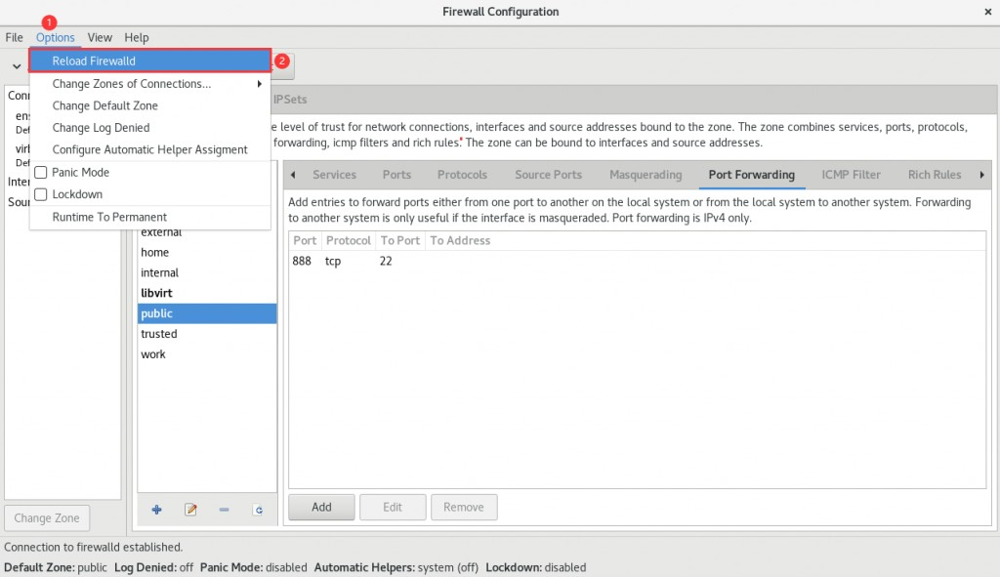 Firewall Configuration
1
File Options View Help
Reload Firewalld
2
Change Zones of Connections...
Change Default Zone
Change Log Denied
Configure Automatic Helper Assigment
Panic Mode
Lockdown
Runtime To Permanent
IPSets
e level of trust for network connections, interfaces and source addresses bound to the zone. The zone combines services, ports, protocols,
forwarding, icmp filters and rich rules. The zone can be bound to interfaces and source addresses.
Conn
ens
Defa
virb
Defa
Inter
Sour
external
home
internal
libvirt
public
trusted
work
Services Ports Protocols Source Ports Masquerading Port Forwarding ICMP Filter Rich Rules
Add entries to forward ports either from one port to another on the local system or from the local system to another system. Forwarding
to another system is only useful if the interface is masqueraded. Port forwarding is IPv4 only.
Port Protocol To Port To Address
888 tcp 22
Add Edit Remove
Change Zone
Connection to firewalld established.
Default Zone: public Log Denied: off Panic Mode: disabled Automatic Helpers: system (off) Lockdown: disabled